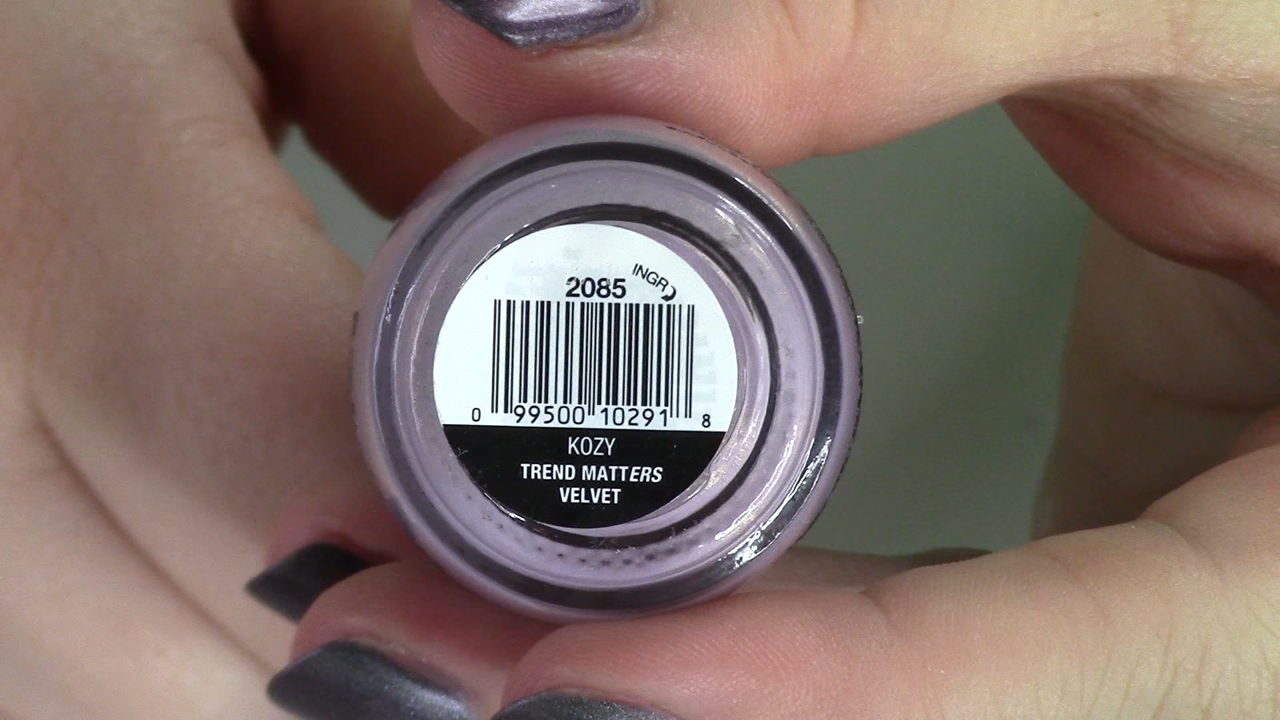 INGR
2085
0 99500 10291 8
KOZY
TREND MATTERS
VELVET